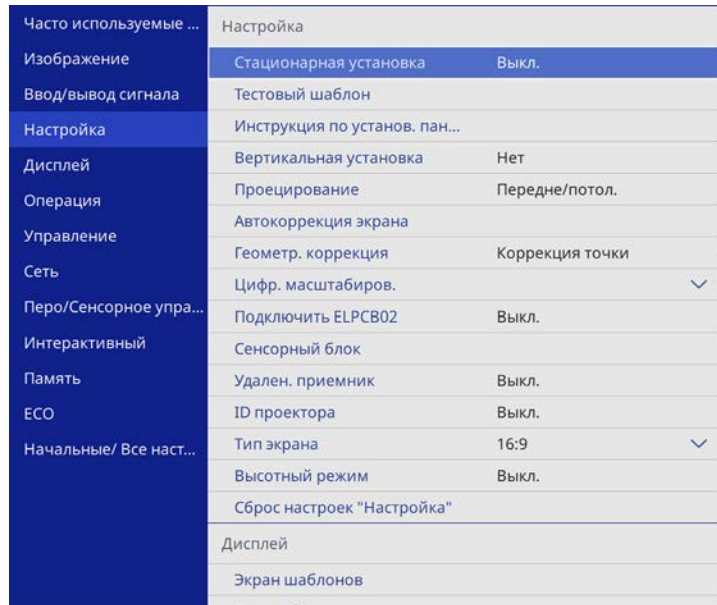 Часто используемые ...
Изображение
Ввод/вывод сигнала
Настройка
Дисплей
Операция
Управление
Сеть
Перо/Сенсорное упра...
Интерактивный
Память
ECO
Начальные/ Все наст...
Настройка
Стационарная установка Выкл.
Тестовый шаблон
Инструкция по установ. пан...
Вертикальная установка Нет
Проецирование Передне/потол.
Автокоррекция экрана
Геометр. коррекция Коррекция точки
Цифр. масштабиров.
Подключить ELPCB02 Выкл.
Сенсорный блок
Удален. приемник Выкл.
ID проектора Выкл.
Тип экрана 16:9
Высотный режим Выкл.
Сброс настроек "Настройка"
Дисплей
Экран шаблонов